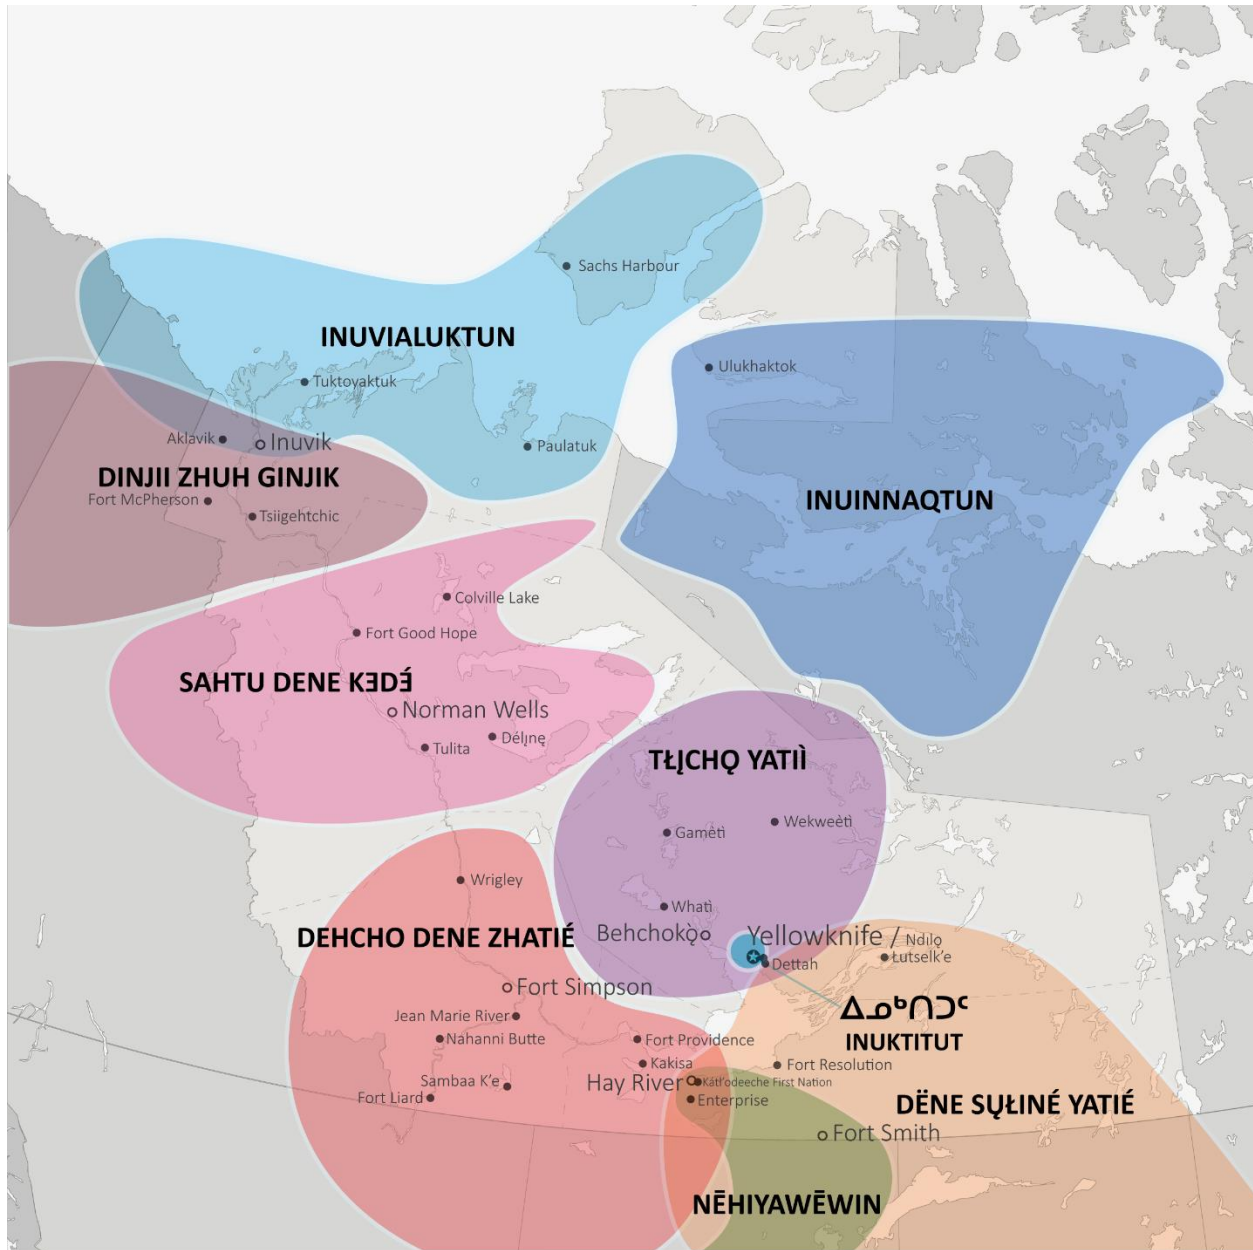 Sachs Harbour
INUVIALUKTUN
Ulukhaktok
Tuktoyaktuk
Aklavik
Inuvik
Paulatuk
DINJII ZHUH GINJIK
Fort McPherson
Tsiigehtchic
INUINNAQTUN
Colville Lake
Fort Good Hope
SAHTU DENE KƎDƎ́
Norman Wells
Délı̨nę
Tulita
TŁĮCHǪ YATIÌ
Gamètì
Wekweètì
Wrigley
Whatì
DEHCHO DENE ZHATIÉ
Behchokǫ̀
Yellowknife /
Ndilǫ
Dettah
Lutselk'e
Fort Simpson
ᐃᓄᒃᑎᑐᑦ
INUKTITUT
Jean Marie River
Nahanni Butte
Fort Providence
Kakisa
Fort Resolution
Sambaa K'e
Hay River
Kátł'odeeche First Nation
Fort Liard
Enterprise
DËNE SŲŁINÉ YATIÉ
Fort Smith
NĒHIYAWĒWIN